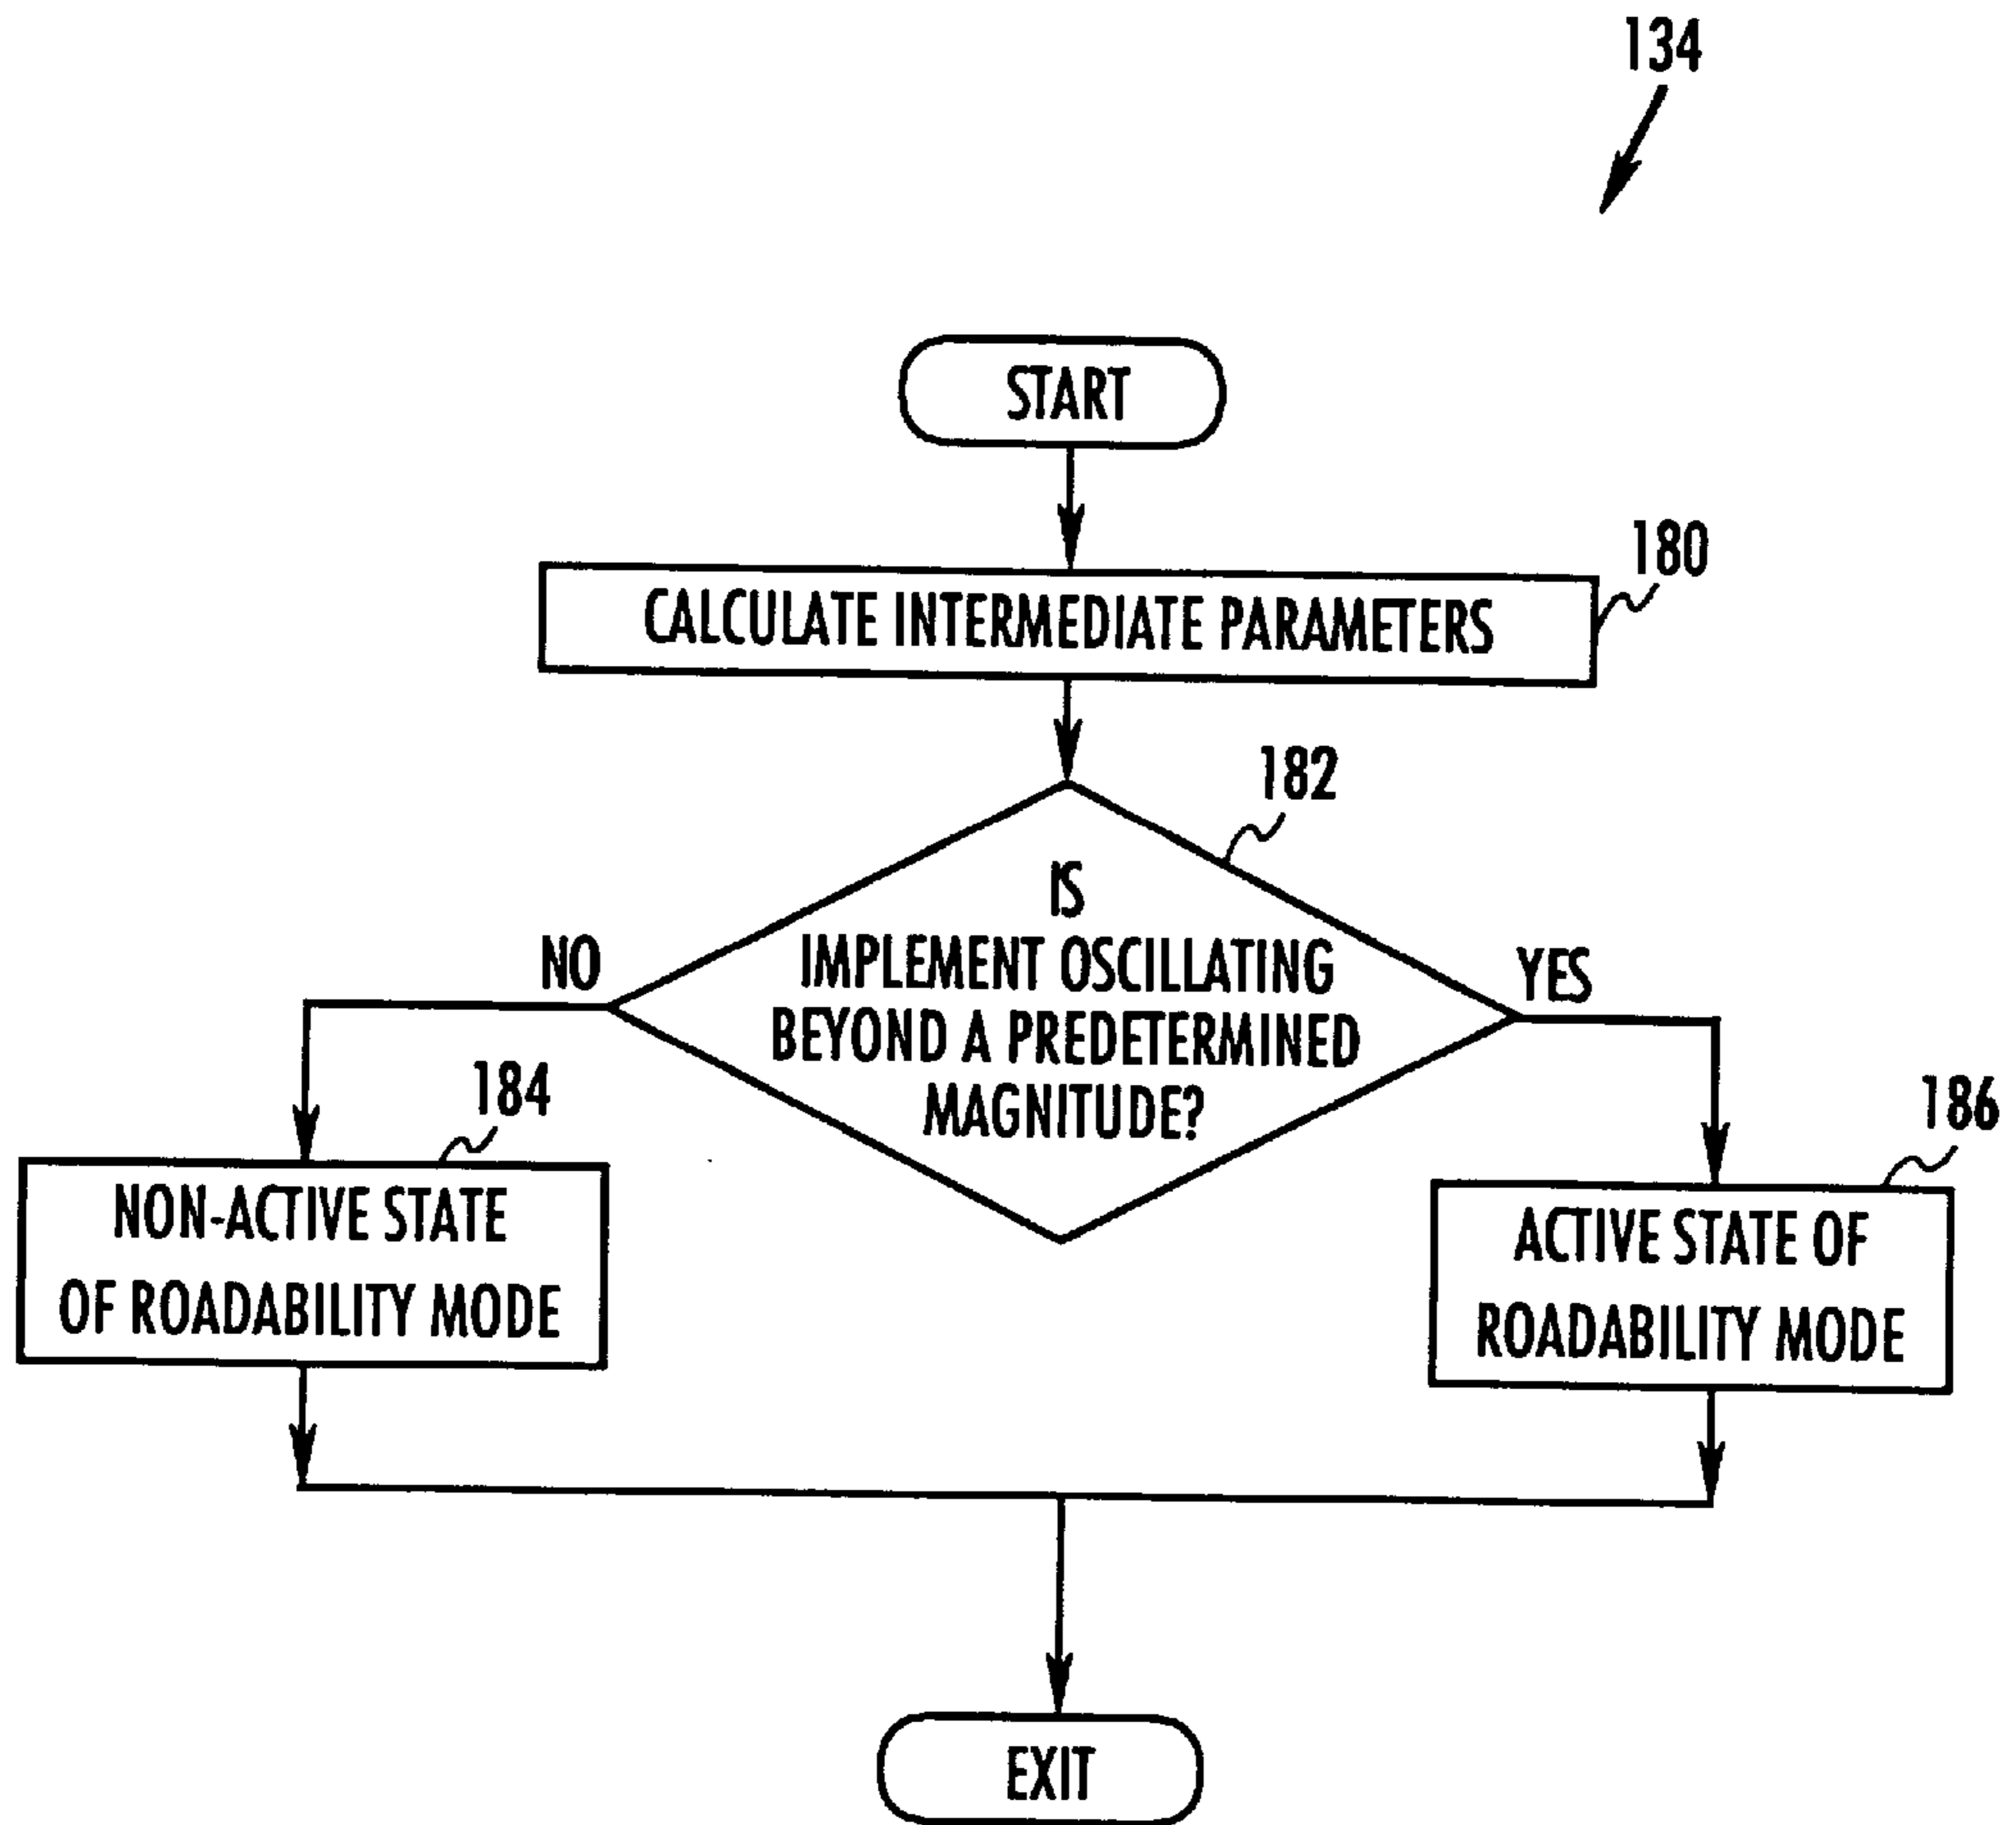 134
START
180
CALCULATE INTERMEDIATE PARAMETERS
182
IS
IMPLEMENT OSCILLATING
BEYOND A PREDETERMINED
MAGNITUDE?
NO
YES
184
NON-ACTIVE STATE
OF ROADABILITY MODE
186
ACTIVE STATE OF
ROADABILITY MODE
EXIT